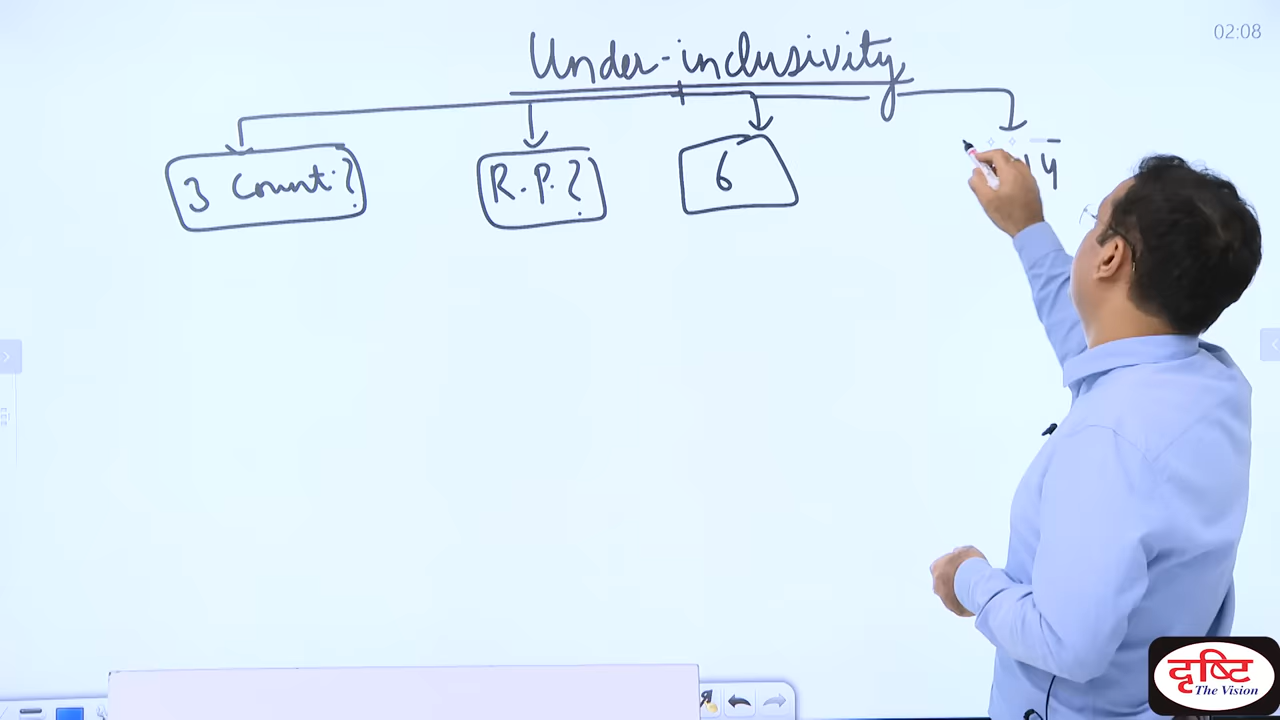 02:08
Under-inclusivity
3 Count.?
R.P.?
6
14
दृष्टि
The Vision